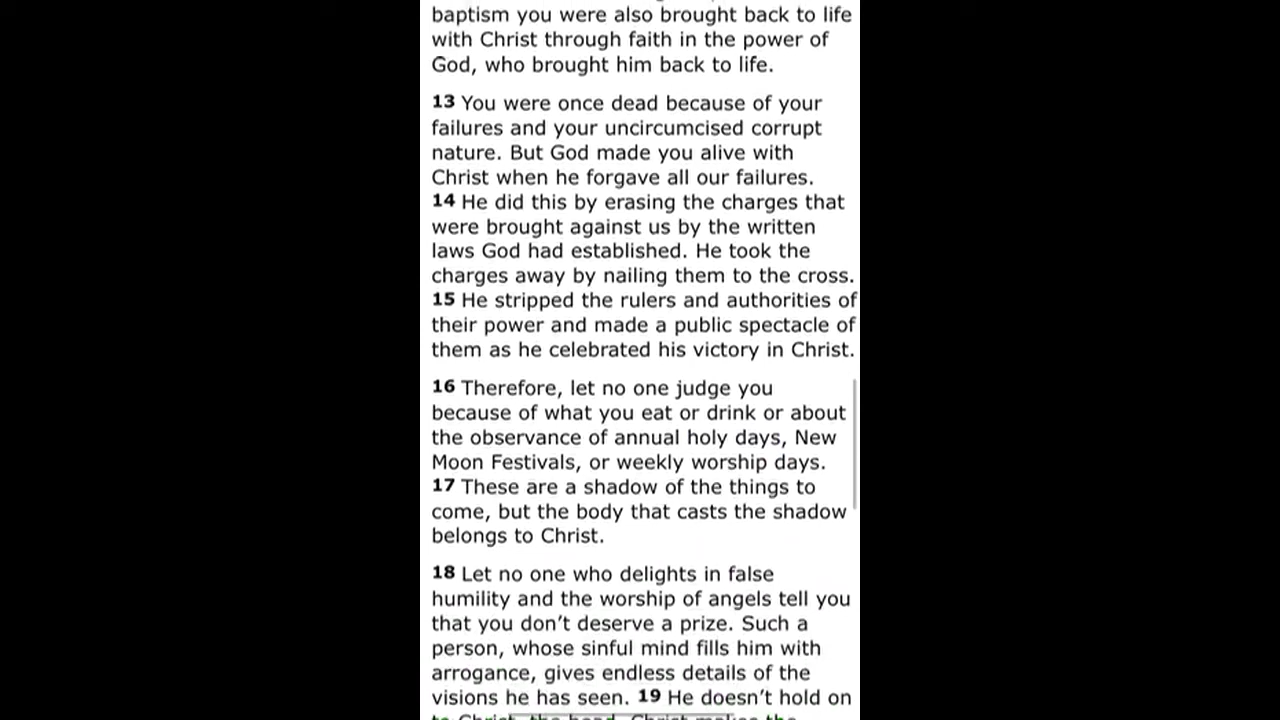 baptism you were also brought back to life
with Christ through faith in the power of
God, who brought him back to life.
13 You were once dead because of your
failures and your uncircumcised corrupt
nature. But God made you alive with
Christ when he forgave all our failures.
14 He did this by erasing the charges that
were brought against us by the written
laws God had established. He took the
charges away by nailing them to the cross.
15 He stripped the rulers and authorities of
their power and made a public spectacle of
them as he celebrated his victory in Christ.
16 Therefore, let no one judge you
because of what you eat or drink or about
the observance of annual holy days, New
Moon Festivals, or weekly worship days.
17 These are a shadow of the things to
come, but the body that casts the shadow
belongs to Christ.
18 Let no one who delights in false
humility and the worship of angels tell you
that you don’t deserve a prize. Such a
person, whose sinful mind fills him with
arrogance, gives endless details of the
visions he has seen. 19 He doesn’t hold on
to Christ, the head. Christ makes the